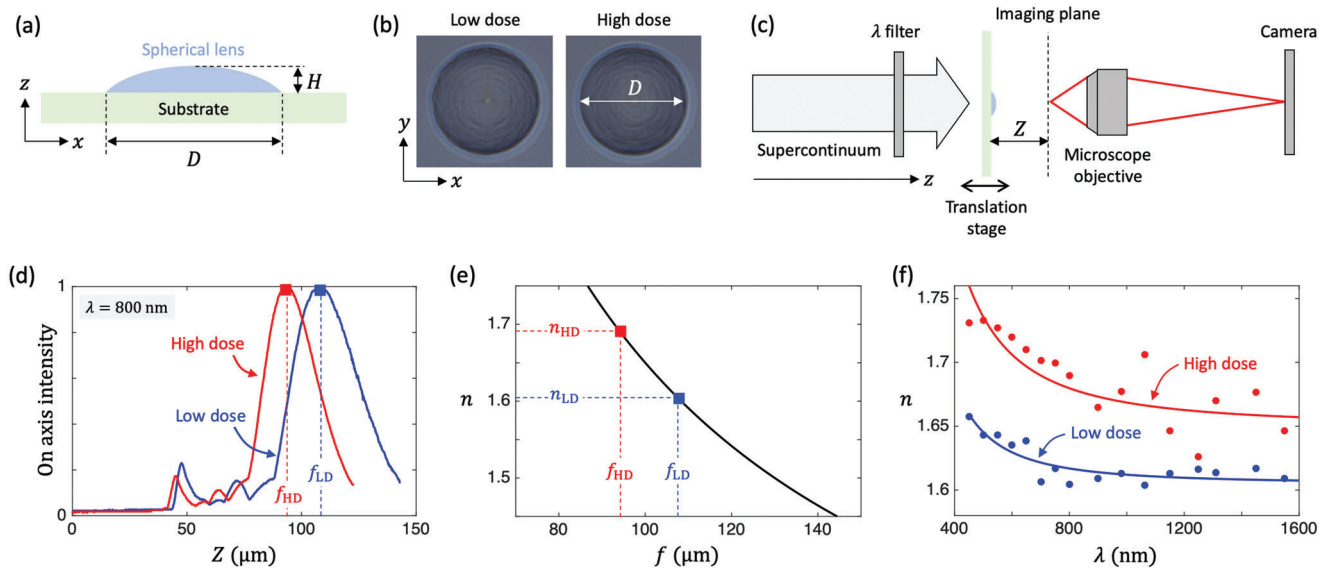 (a)
Spherical lens
z
H
Substrate
x
D
(b)
Low dose
High dose
D
y
x
(c)
Imaging plane
λ filter
Camera
Z
Supercontinuum
Microscope
objective
z
Translation
stage
(d)
1
λ = 800 nm
High dose
Low dose
On axis intensity
f_HD
f_LD
0
0
50
100
150
Z (μm)
(e)
1.7
n_HD
n
n_LD
1.6
f_HD
f_LD
1.5
80
100
120
140
f (μm)
(f)
1.75
1.7
High dose
n
1.65
Low dose
1.6
400
800
1200
1600
λ (nm)